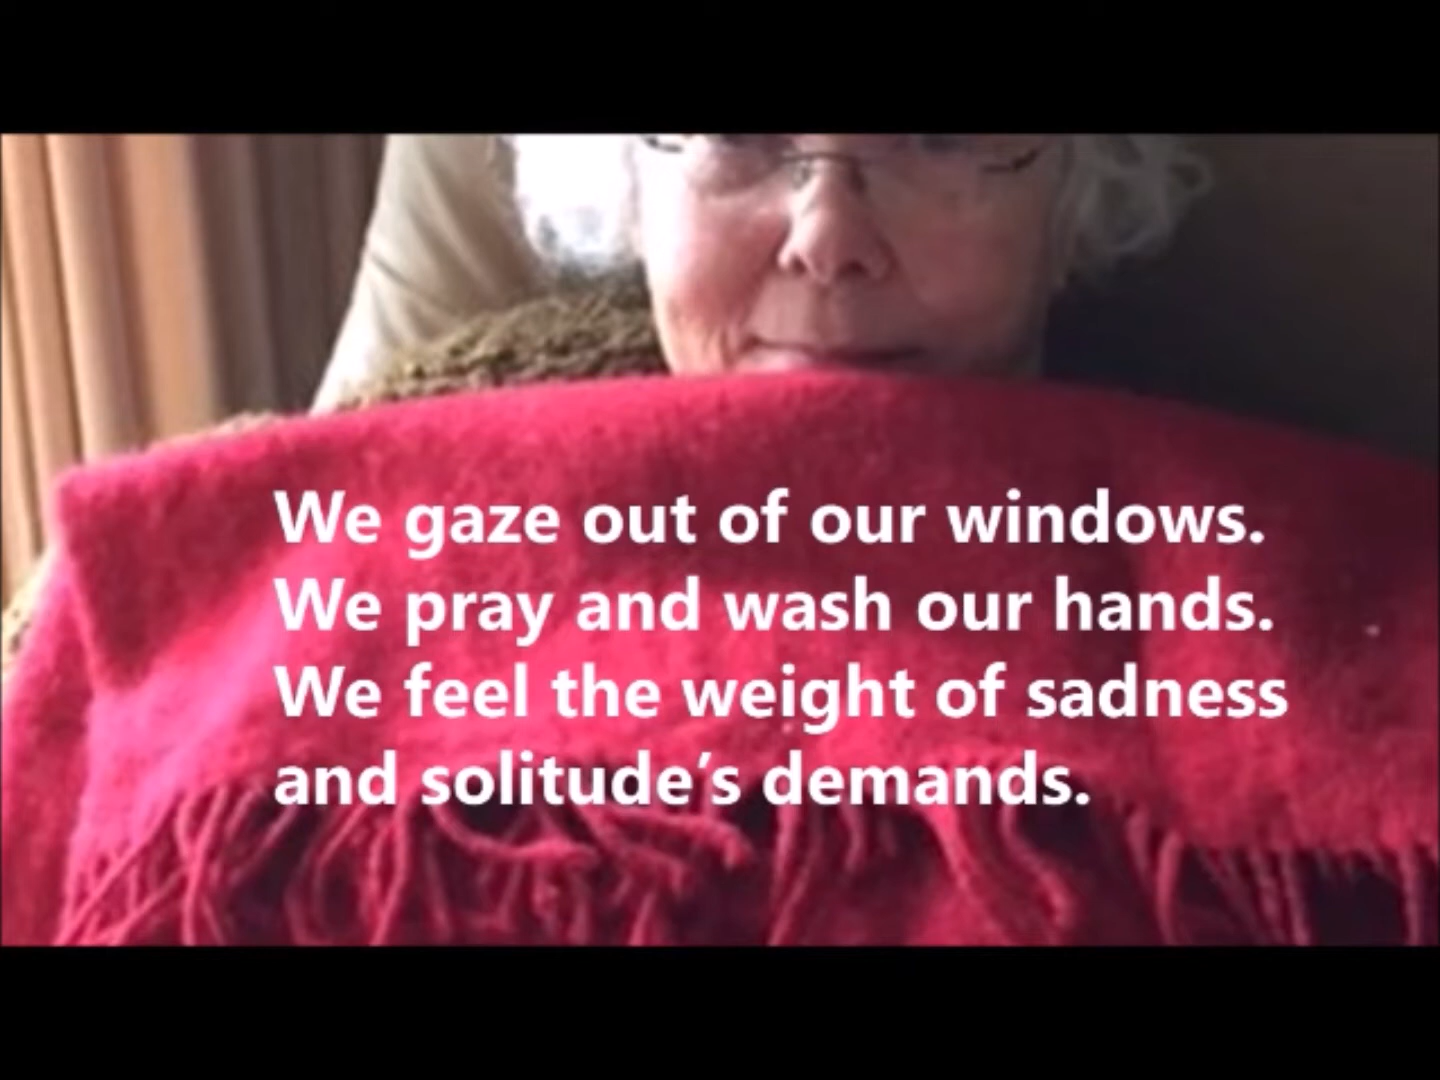 We gaze out of our windows.
We pray and wash our hands.
We feel the weight of sadness
and solitude’s demands.